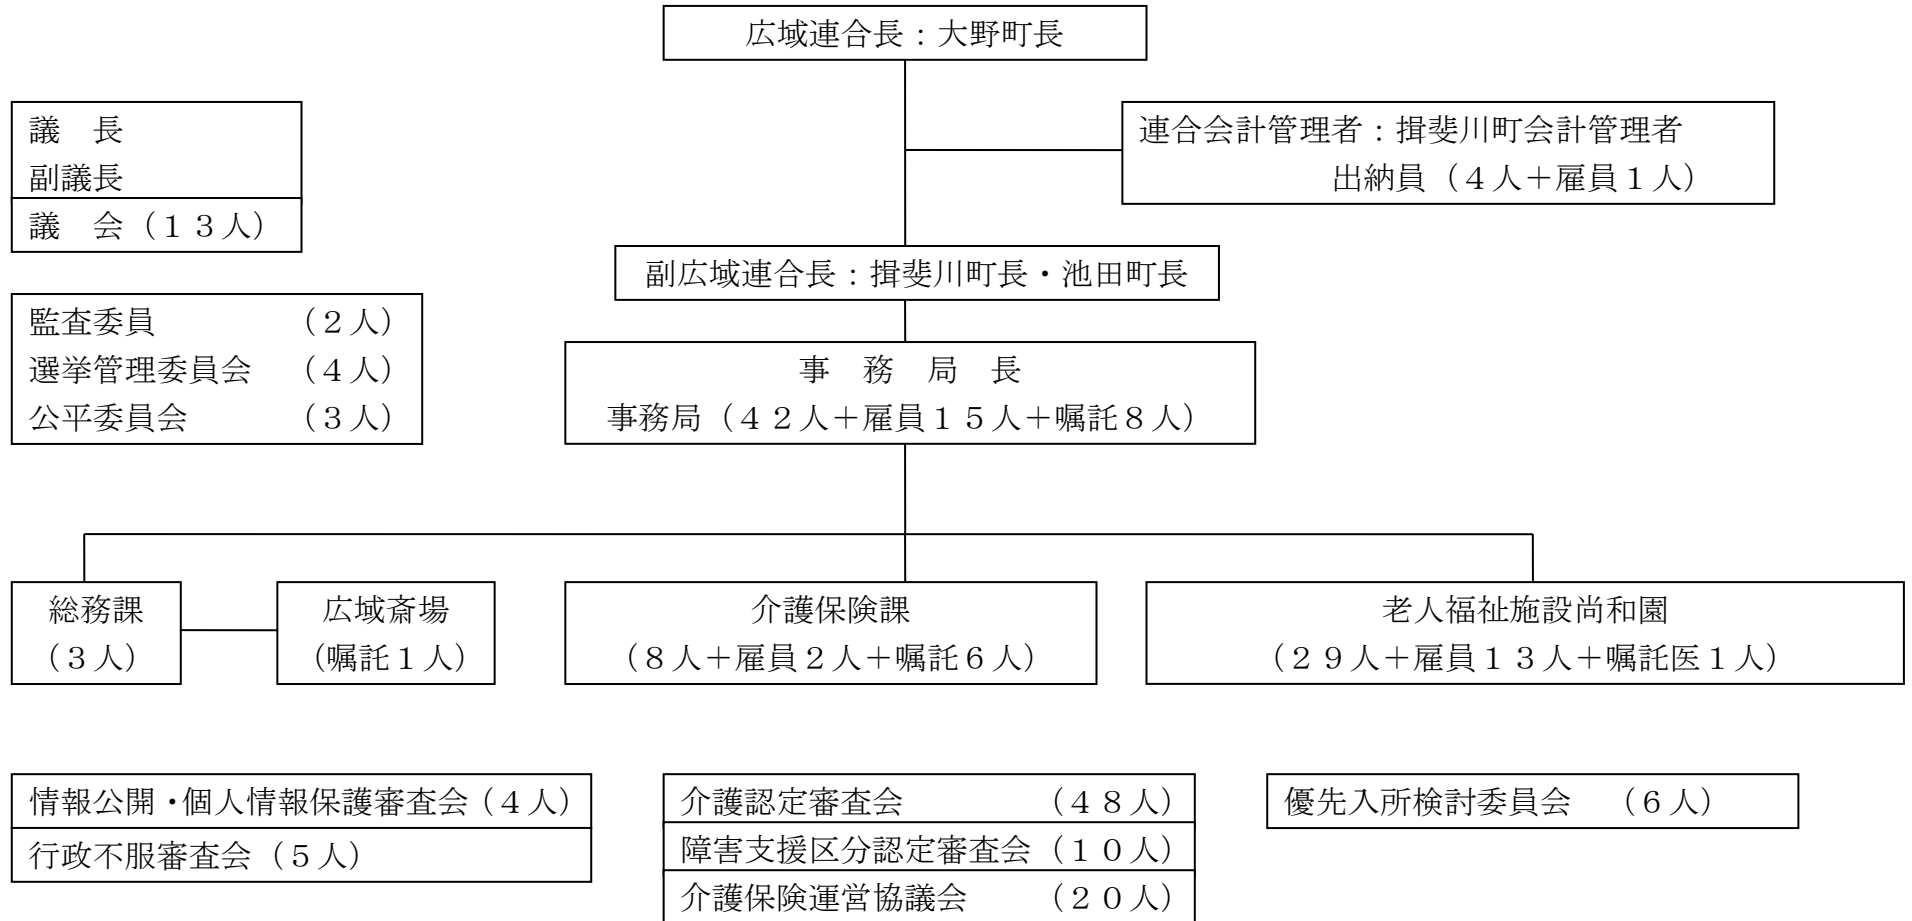 広域連合長：大野町長
議　長
副議長
議　会（１３人）
連合会計管理者：揖斐川町会計管理者
出納員（４人＋雇員１人）
副広域連合長：揖斐川町長・池田町長
監査委員　　　　（２人）
選挙管理委員会　（４人）
公平委員会　　　（３人）
事　務　局　長
事務局（４２人＋雇員１５人＋嘱託８人）
総務課
（３人）
広域斎場
（嘱託１人）
介護保険課
（８人＋雇員２人＋嘱託６人）
老人福祉施設尚和園
（２９人＋雇員１３人＋嘱託医１人）
情報公開・個人情報保護審査会（４人）
行政不服審査会（５人）
介護認定審査会　　　　（４８人）
障害支援区分認定審査会（１０人）
介護保険運営協議会　　（２０人）
優先入所検討委員会　（６人）